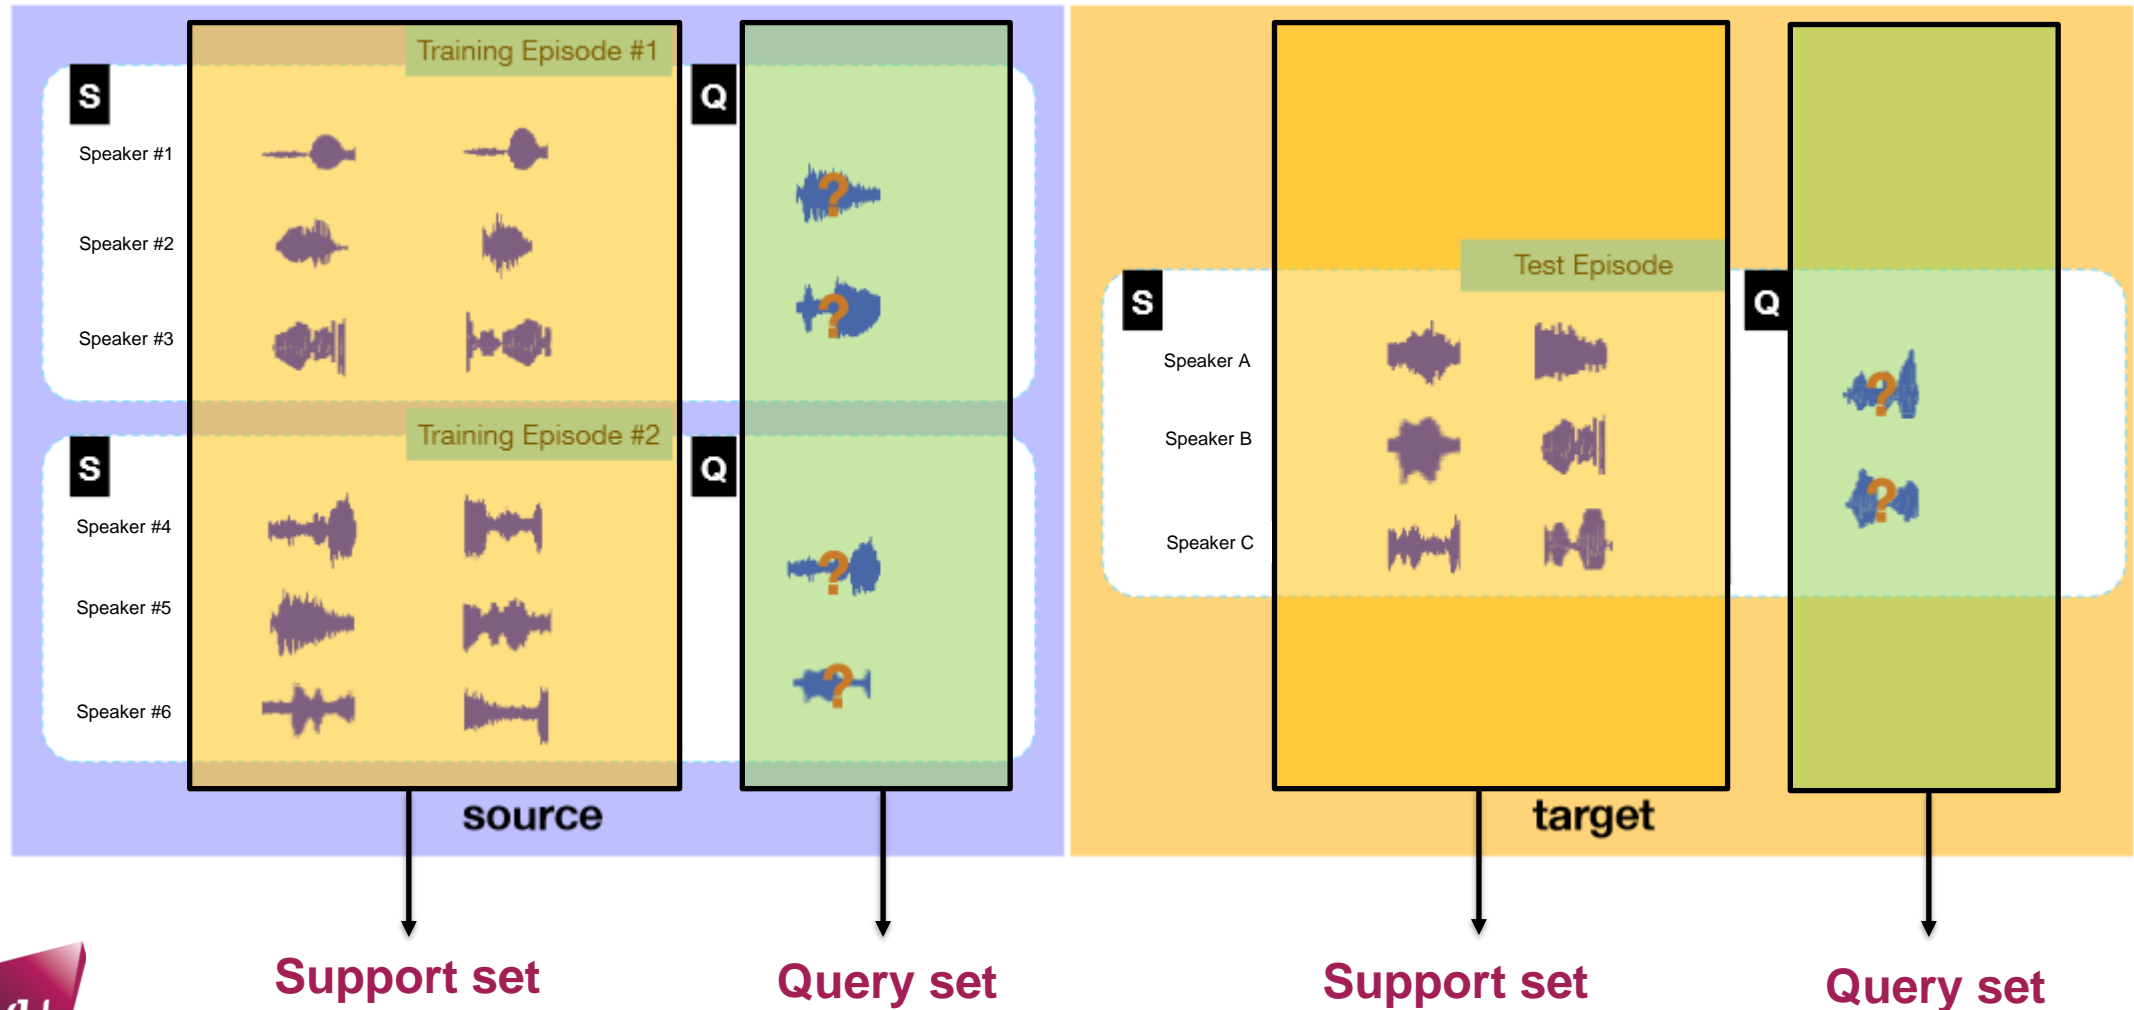 Training Episode #1
S
Q
Speaker #1
?
Speaker #2
?
Speaker #3
Training Episode #2
S
Q
Speaker #4
?
Speaker #5
?
Speaker #6
source
Support set
Query set
Test Episode
S
Q
Speaker A
?
Speaker B
?
Speaker C
target
Support set
Query set